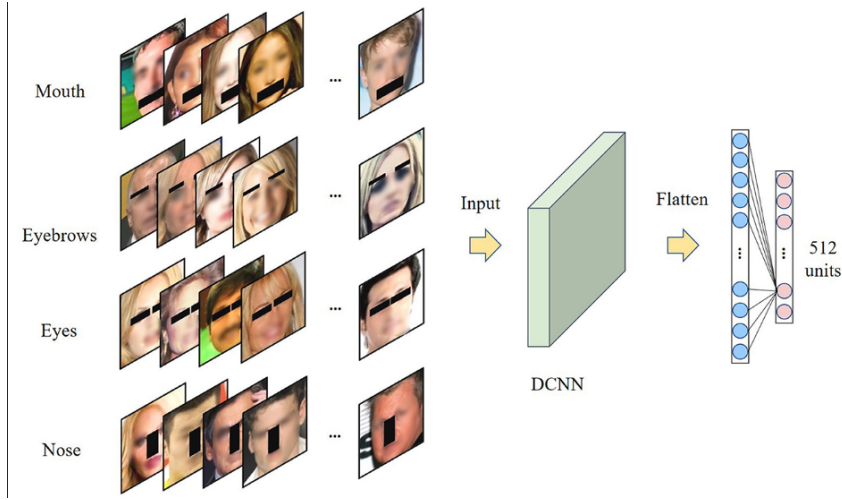 Mouth
...
Eyebrows
...
Eyes
...
Nose
...
Input
DCNN
Flatten
...
...
512
units